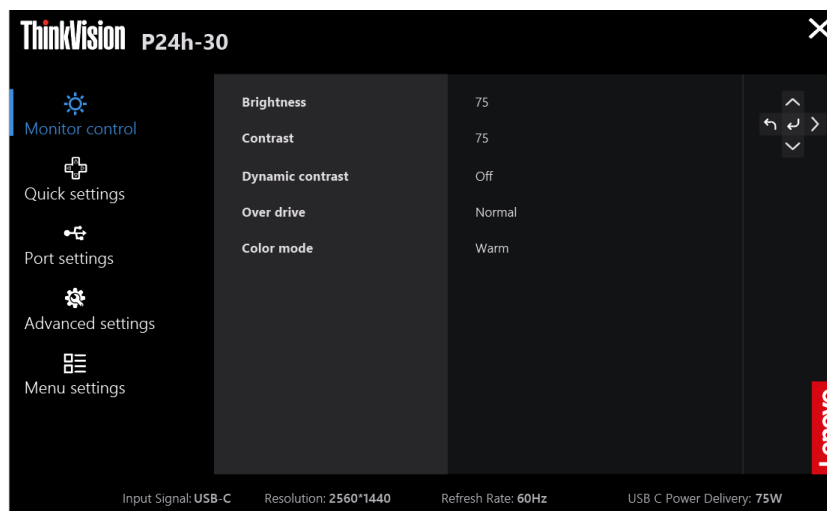 ThinkVision P24h-30
Monitor control
Quick settings
Port settings
Advanced settings
Menu settings
Brightness 75
Contrast 75
Dynamic contrast Off
Over drive Normal
Color mode Warm
Lenovo
Input Signal: USB-C Resolution: 2560*1440 Refresh Rate: 60Hz USB C Power Delivery: 75W